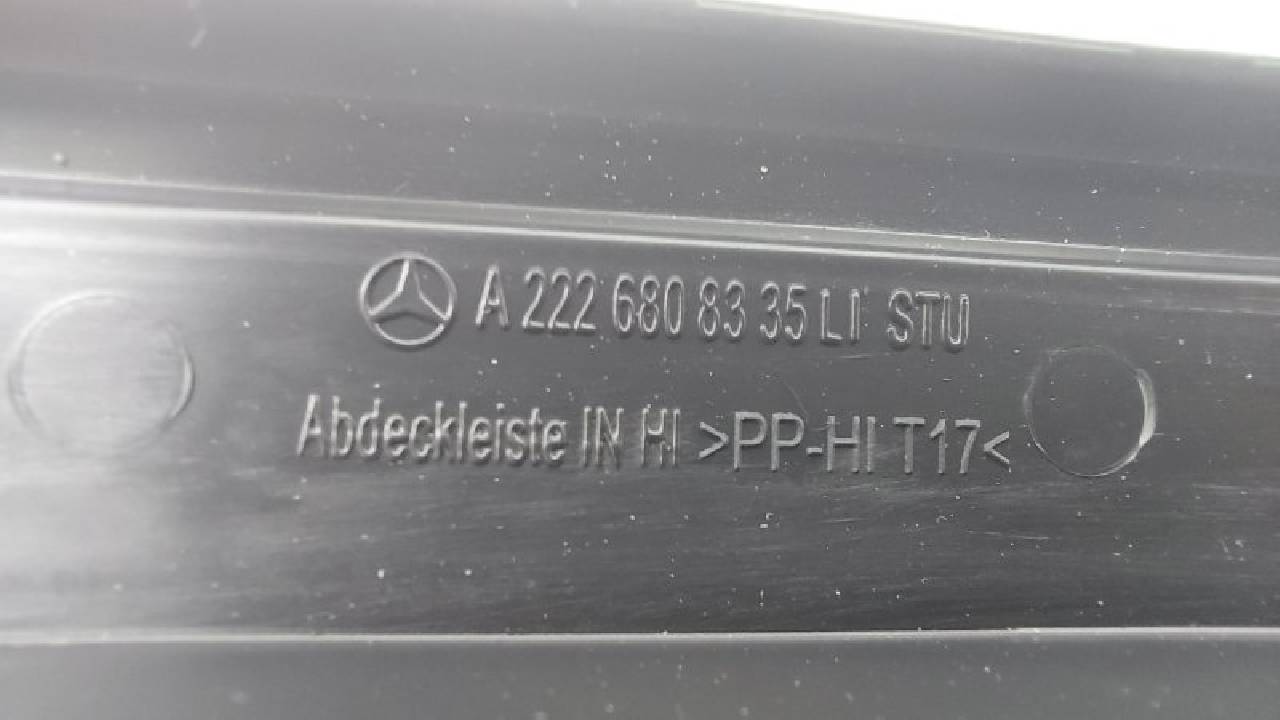 A 222 680 83 35 LI STU
Abdeckleiste IN HI >PP-HI T17<